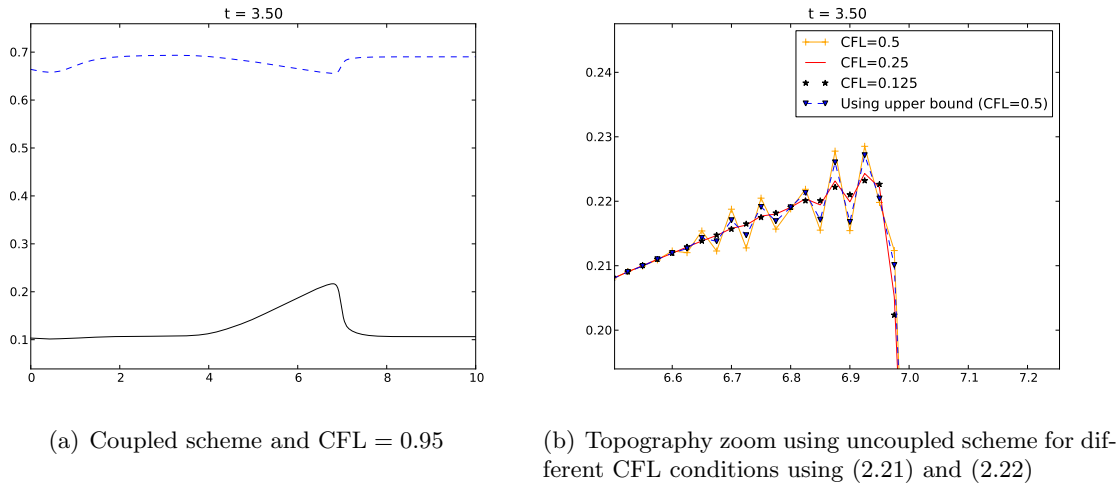 t = 3.50
0.7
0.6
0.5
0.4
0.3
0.2
0.1
0 2 4 6 8 10
(a) Coupled scheme and CFL = 0.95
t = 3.50
CFL=0.5
CFL=0.25
CFL=0.125
Using upper bound (CFL=0.5)
0.24
0.23
0.22
0.21
0.20
6.6 6.7 6.8 6.9 7.0 7.1 7.2
(b) Topography zoom using uncoupled scheme for dif-
ferent CFL conditions using (2.21) and (2.22)